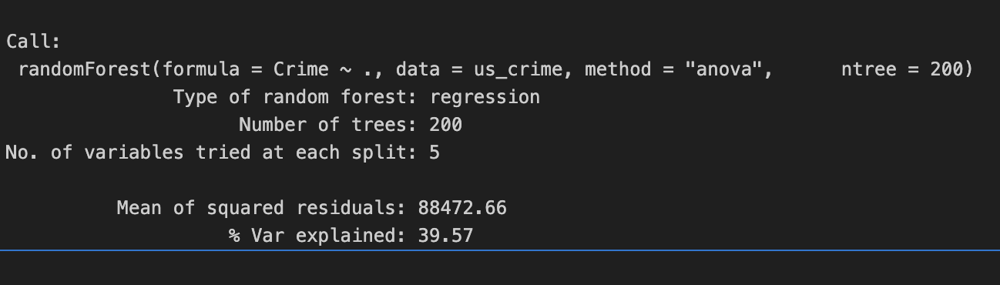 Call:
 randomForest(formula = Crime ~ ., data = us_crime, method = "anova",      ntree = 200)
               Type of random forest: regression
                     Number of trees: 200
No. of variables tried at each split: 5

          Mean of squared residuals: 88472.66
                    % Var explained: 39.57